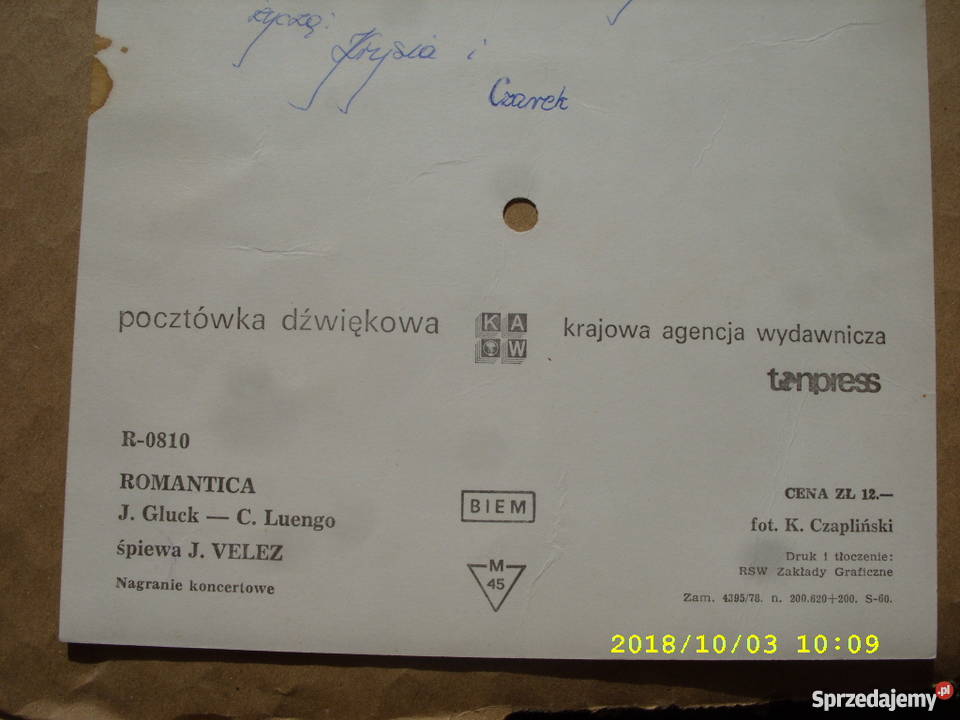 życzą:
Krysia i
Czarek
pocztówka dźwiękowa
K A
W
krajowa agencja wydawnicza
tonpress
R-0810
ROMANTICA
J. Gluck — C. Luengo
śpiewa J. VELEZ
Nagranie koncertowe
BIEM
M
45
CENA ZŁ 12.—
fot. K. Czapliński
Druk i tłoczenie:
RSW Zakłady Graficzne
Zam. 4395/78. n. 200.620+200. S-60.
2018/10/03 10:09
Sprzedajemy.pl